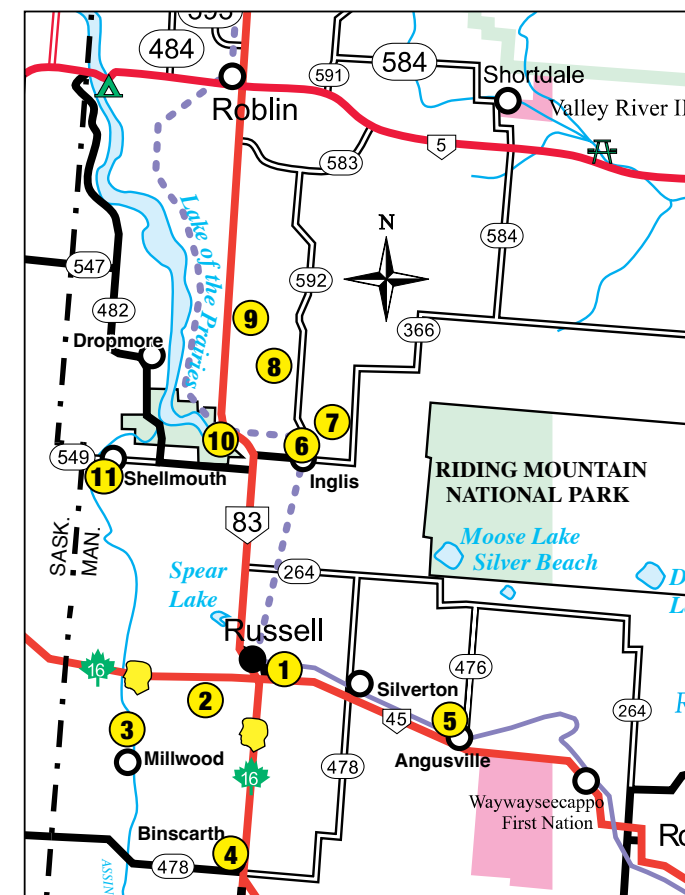 593
484
591
584
Shortdale
Roblin
Valley River I
5
583
Lake of the Prairies
N
584
547
592
482
9
366
Dropmore
8
7
10
6
RIDING MOUNTAIN
NATIONAL PARK
549
11
Shellmouth
Inglis
83
SASK.
MAN.
Moose Lake
Silver Beach
Spear
Lake
264
D
L
Russell
16
1
476
Silverton
2
264
R
45
5
3
Angusville
Millwood
478
16
Waywayseecappo
First Nation
Binscarth
4
Ro
478
ASSIN